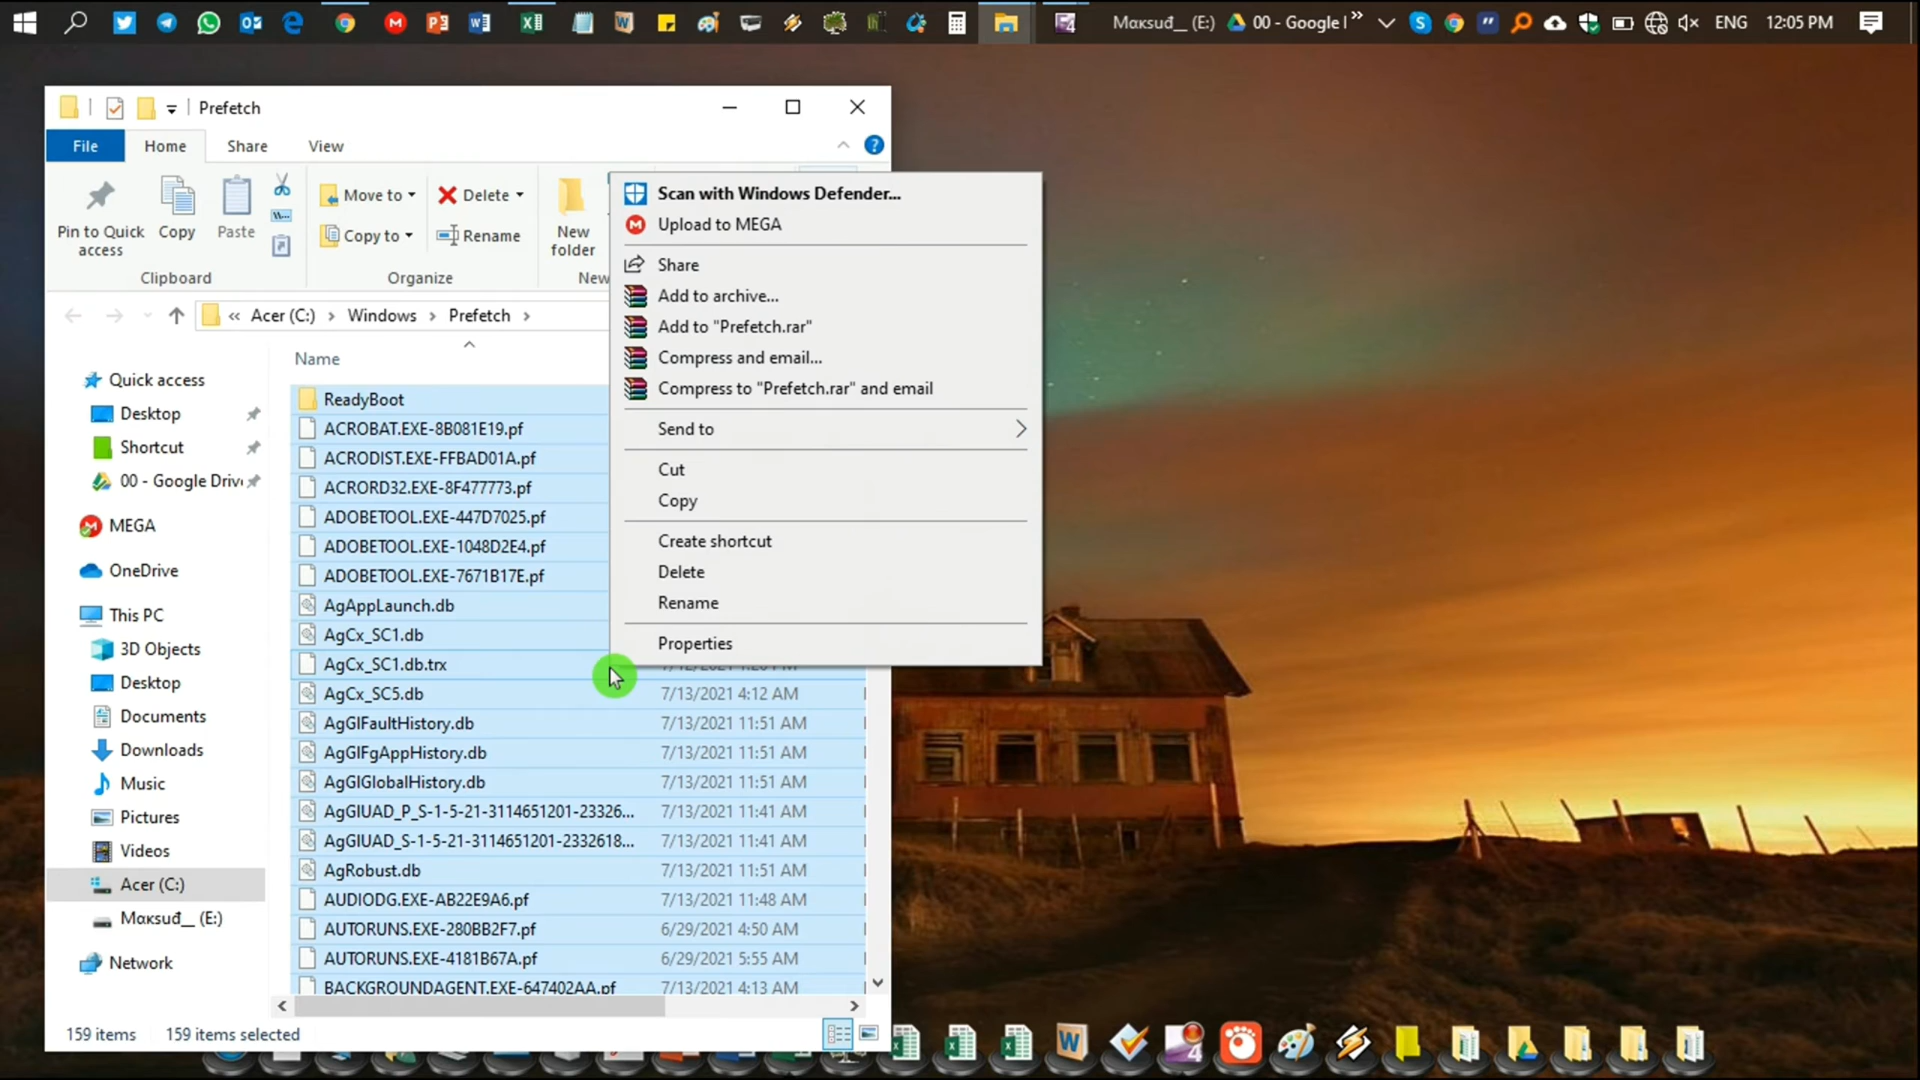 Mακsuđ__ (E:)
00 - Google l
»
ENG
12:05 PM
Prefetch
File
Home
Share
View
Pin to Quick access
Copy
Paste
Move to
Copy to
Delete
Rename
New folder
Clipboard
Organize
New
« Acer (C:) > Windows > Prefetch >
Name
Quick access
Desktop
Shortcut
00 - Google Driv
MEGA
OneDrive
This PC
3D Objects
Desktop
Documents
Downloads
Music
Pictures
Videos
Acer (C:)
Mακsuđ__ (E:)
Network
ReadyBoot
ACROBAT.EXE-8B081E19.pf
ACRODIST.EXE-FFBAD01A.pf
ACRORD32.EXE-8F477773.pf
ADOBETOOL.EXE-447D7025.pf
ADOBETOOL.EXE-1048D2E4.pf
ADOBETOOL.EXE-7671B17E.pf
AgAppLaunch.db
AgCx_SC1.db
AgCx_SC1.db.trx
AgCx_SC5.db 7/13/2021 4:12 AM
AgGlFaultHistory.db 7/13/2021 11:51 AM
AgGlFgAppHistory.db 7/13/2021 11:51 AM
AgGlGlobalHistory.db 7/13/2021 11:51 AM
AgGlUAD_P_S-1-5-21-3114651201-23326... 7/13/2021 11:41 AM
AgGlUAD_S-1-5-21-3114651201-2332618... 7/13/2021 11:41 AM
AgRobust.db 7/13/2021 11:51 AM
AUDIODG.EXE-AB22E9A6.pf 7/13/2021 11:48 AM
AUTORUNS.EXE-280BB2F7.pf 6/29/2021 4:50 AM
AUTORUNS.EXE-4181B67A.pf 6/29/2021 5:55 AM
BACKGROUNDAGENT.EXE-647402AA.pf 7/13/2021 4:13 AM
159 items
159 items selected
Scan with Windows Defender...
Upload to MEGA
Share
Add to archive...
Add to "Prefetch.rar"
Compress and email...
Compress to "Prefetch.rar" and email
Send to
Cut
Copy
Create shortcut
Delete
Rename
Properties